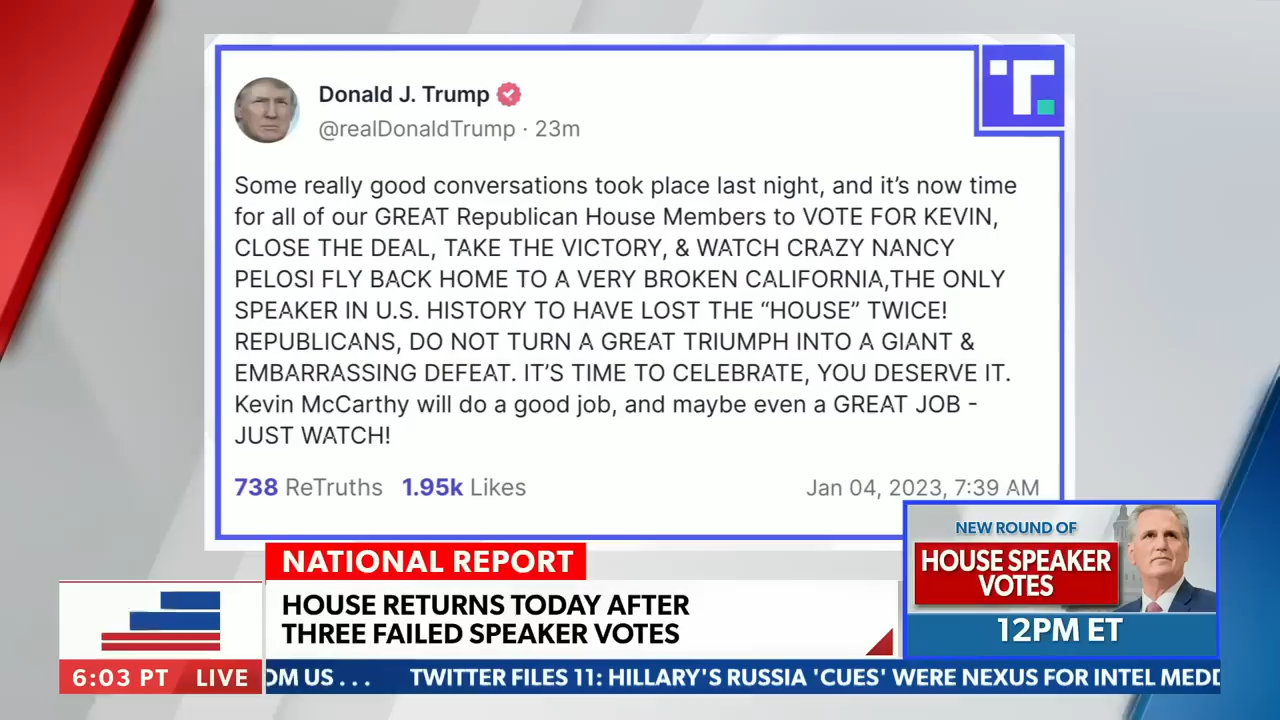 Donald J. Trump
@realDonaldTrump · 23m
Some really good conversations took place last night, and it's now time
for all of our GREAT Republican House Members to VOTE FOR KEVIN,
CLOSE THE DEAL, TAKE THE VICTORY, & WATCH CRAZY NANCY
PELOSI FLY BACK HOME TO A VERY BROKEN CALIFORNIA,THE ONLY
SPEAKER IN U.S. HISTORY TO HAVE LOST THE “HOUSE” TWICE!
REPUBLICANS, DO NOT TURN A GREAT TRIUMPH INTO A GIANT &
EMBARRASSING DEFEAT. IT'S TIME TO CELEBRATE, YOU DESERVE IT.
Kevin McCarthy will do a good job, and maybe even a GREAT JOB -
JUST WATCH!
738 ReTruths 1.95k Likes
Jan 04, 2023, 7:39 AM
NEW ROUND OF
HOUSE SPEAKER
VOTES
12PM ET
NATIONAL REPORT
HOUSE RETURNS TODAY AFTER
THREE FAILED SPEAKER VOTES
6:03 PT LIVE
OM US . . . TWITTER FILES 11: HILLARY'S RUSSIA 'CUES' WERE NEXUS FOR INTEL MEDD